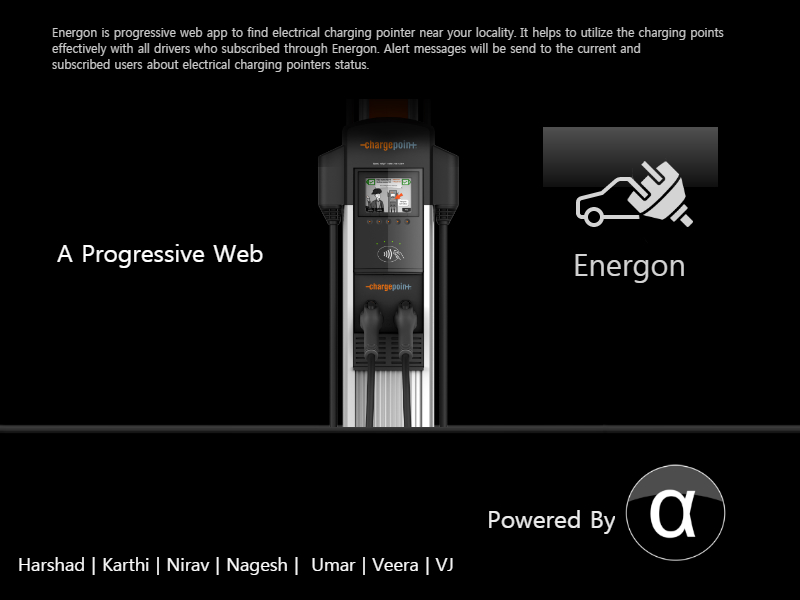 Energon is progressive web app to find electrical charging pointer near your locality. It helps to utilize the charging points
effectively with all drivers who subscribed through Energon. Alert messages will be send to the current and
subscribed users about electrical charging pointers status.
-chargepoin+
-chargepoin+
A Progressive Web
Energon
Powered By
α
Harshad | Karthi | Nirav | Nagesh | Umar | Veera | VJ